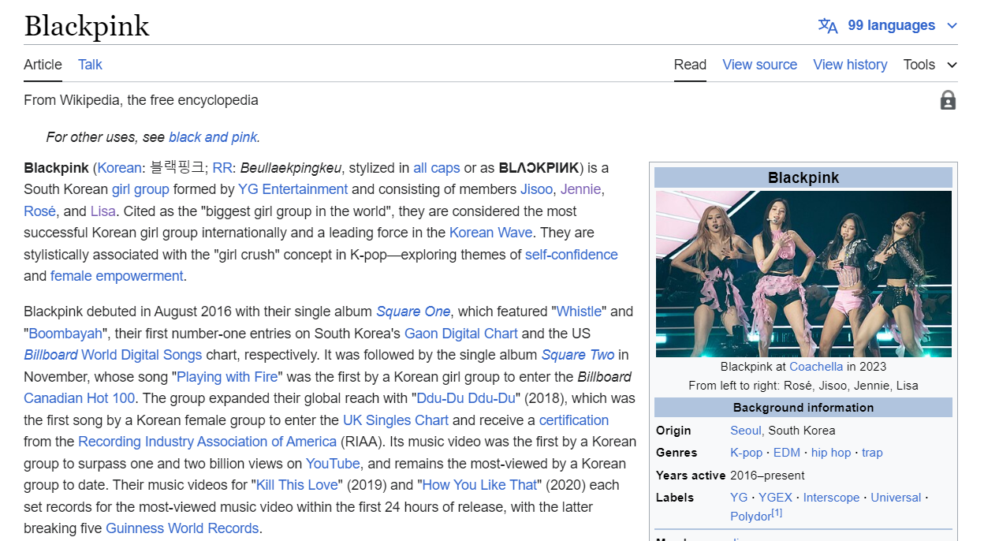 Blackpink
99 languages
Article Talk
Read View source View history Tools
From Wikipedia, the free encyclopedia
For other uses, see black and pink.
Blackpink (Korean: 블랙핑크; RR: Beullaekpingkeu, stylized in all caps or as BLΛƆKPIИK) is a
South Korean girl group formed by YG Entertainment and consisting of members Jisoo, Jennie,
Rosé, and Lisa. Cited as the "biggest girl group in the world", they are considered the most
successful Korean girl group internationally and a leading force in the Korean Wave. They are
stylistically associated with the "girl crush" concept in K-pop—exploring themes of self-confidence
and female empowerment.
Blackpink debuted in August 2016 with their single album Square One, which featured "Whistle" and
"Boombayah", their first number-one entries on South Korea's Gaon Digital Chart and the US
Billboard World Digital Songs chart, respectively. It was followed by the single album Square Two in
November, whose song "Playing with Fire" was the first by a Korean girl group to enter the Billboard
Canadian Hot 100. The group expanded their global reach with "Ddu-Du Ddu-Du" (2018), which was
the first song by a Korean female group to enter the UK Singles Chart and receive a certification
from the Recording Industry Association of America (RIAA). Its music video was the first by a Korean
group to surpass one and two billion views on YouTube, and remains the most-viewed by a Korean
group to date. Their music videos for "Kill This Love" (2019) and "How You Like That" (2020) each
set records for the most-viewed music video within the first 24 hours of release, with the latter
breaking five Guinness World Records.
Blackpink
Blackpink at Coachella in 2023
From left to right: Rosé, Jisoo, Jennie, Lisa
Background information
Origin Seoul, South Korea
Genres K-pop · EDM · hip hop · trap
Years active 2016–present
Labels YG · YGEX · Interscope · Universal ·
Polydor[1]